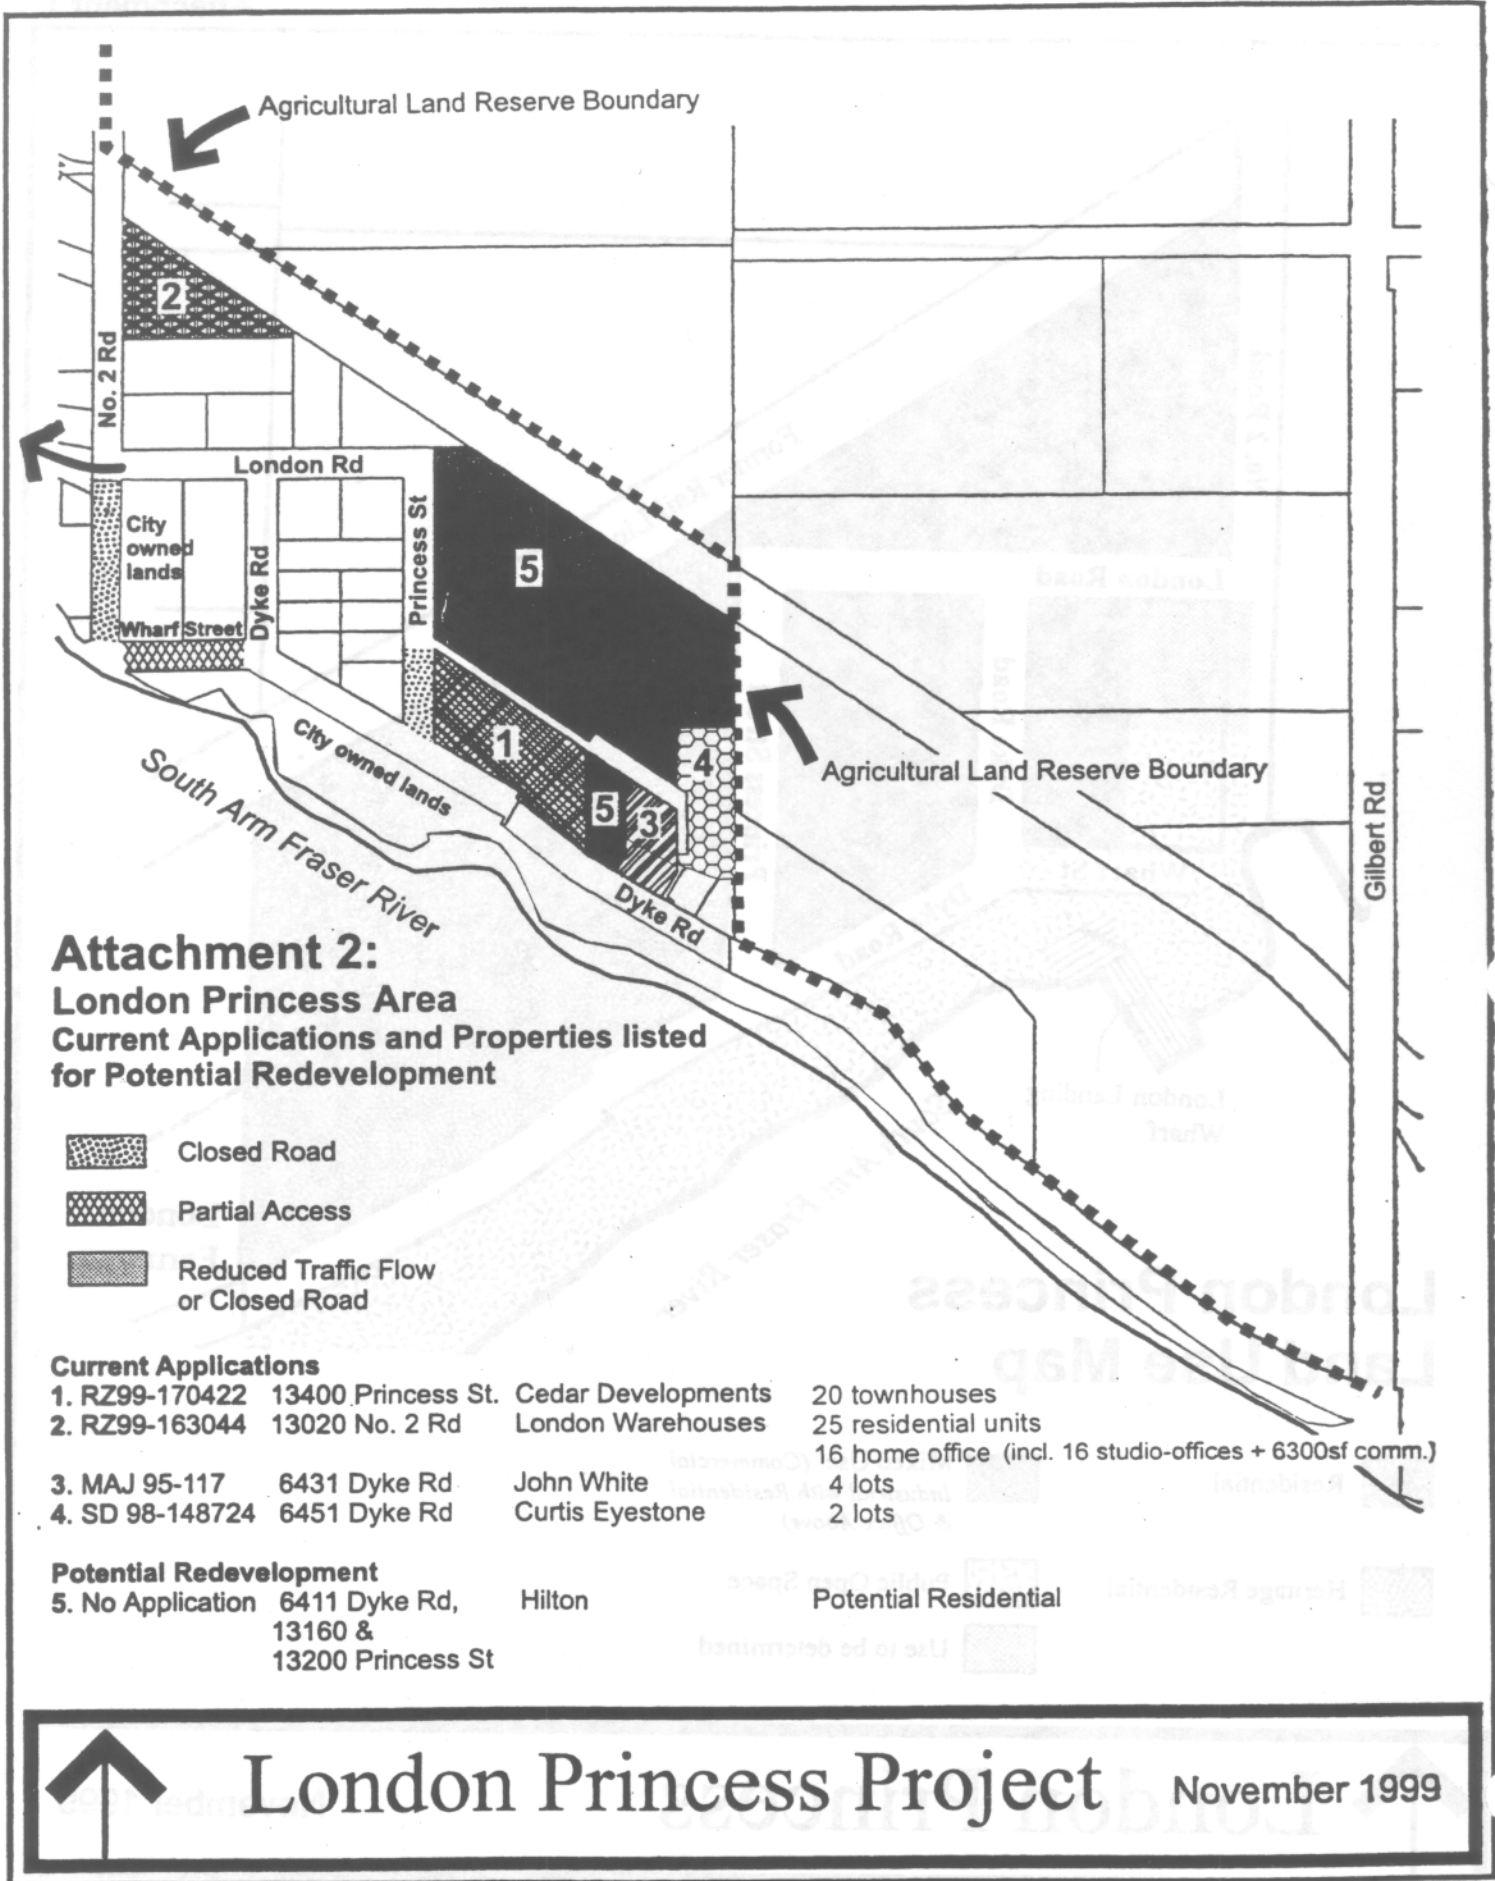 Agricultural Land Reserve Boundary
2
No. 2 Rd
London Rd
City
owned
lands
Dyke Rd
Princess St
5
Wharf Street
1
4
City owned lands
5
3
Agricultural Land Reserve Boundary
Gilbert Rd
South Arm Fraser River
Dyke Rd
Attachment 2:
London Princess Area
Current Applications and Properties listed
for Potential Redevelopment
Closed Road
Partial Access
Reduced Traffic Flow
or Closed Road
Current Applications
1. RZ99-170422 13400 Princess St. Cedar Developments 20 townhouses
2. RZ99-163044 13020 No. 2 Rd London Warehouses 25 residential units
16 home office (incl. 16 studio-offices + 6300sf comm.)
3. MAJ 95-117 6431 Dyke Rd John White 4 lots
4. SD 98-148724 6451 Dyke Rd Curtis Eyestone 2 lots
Potential Redevelopment
5. No Application 6411 Dyke Rd, Hilton Potential Residential
13160 &
13200 Princess St
London Princess Project November 1999